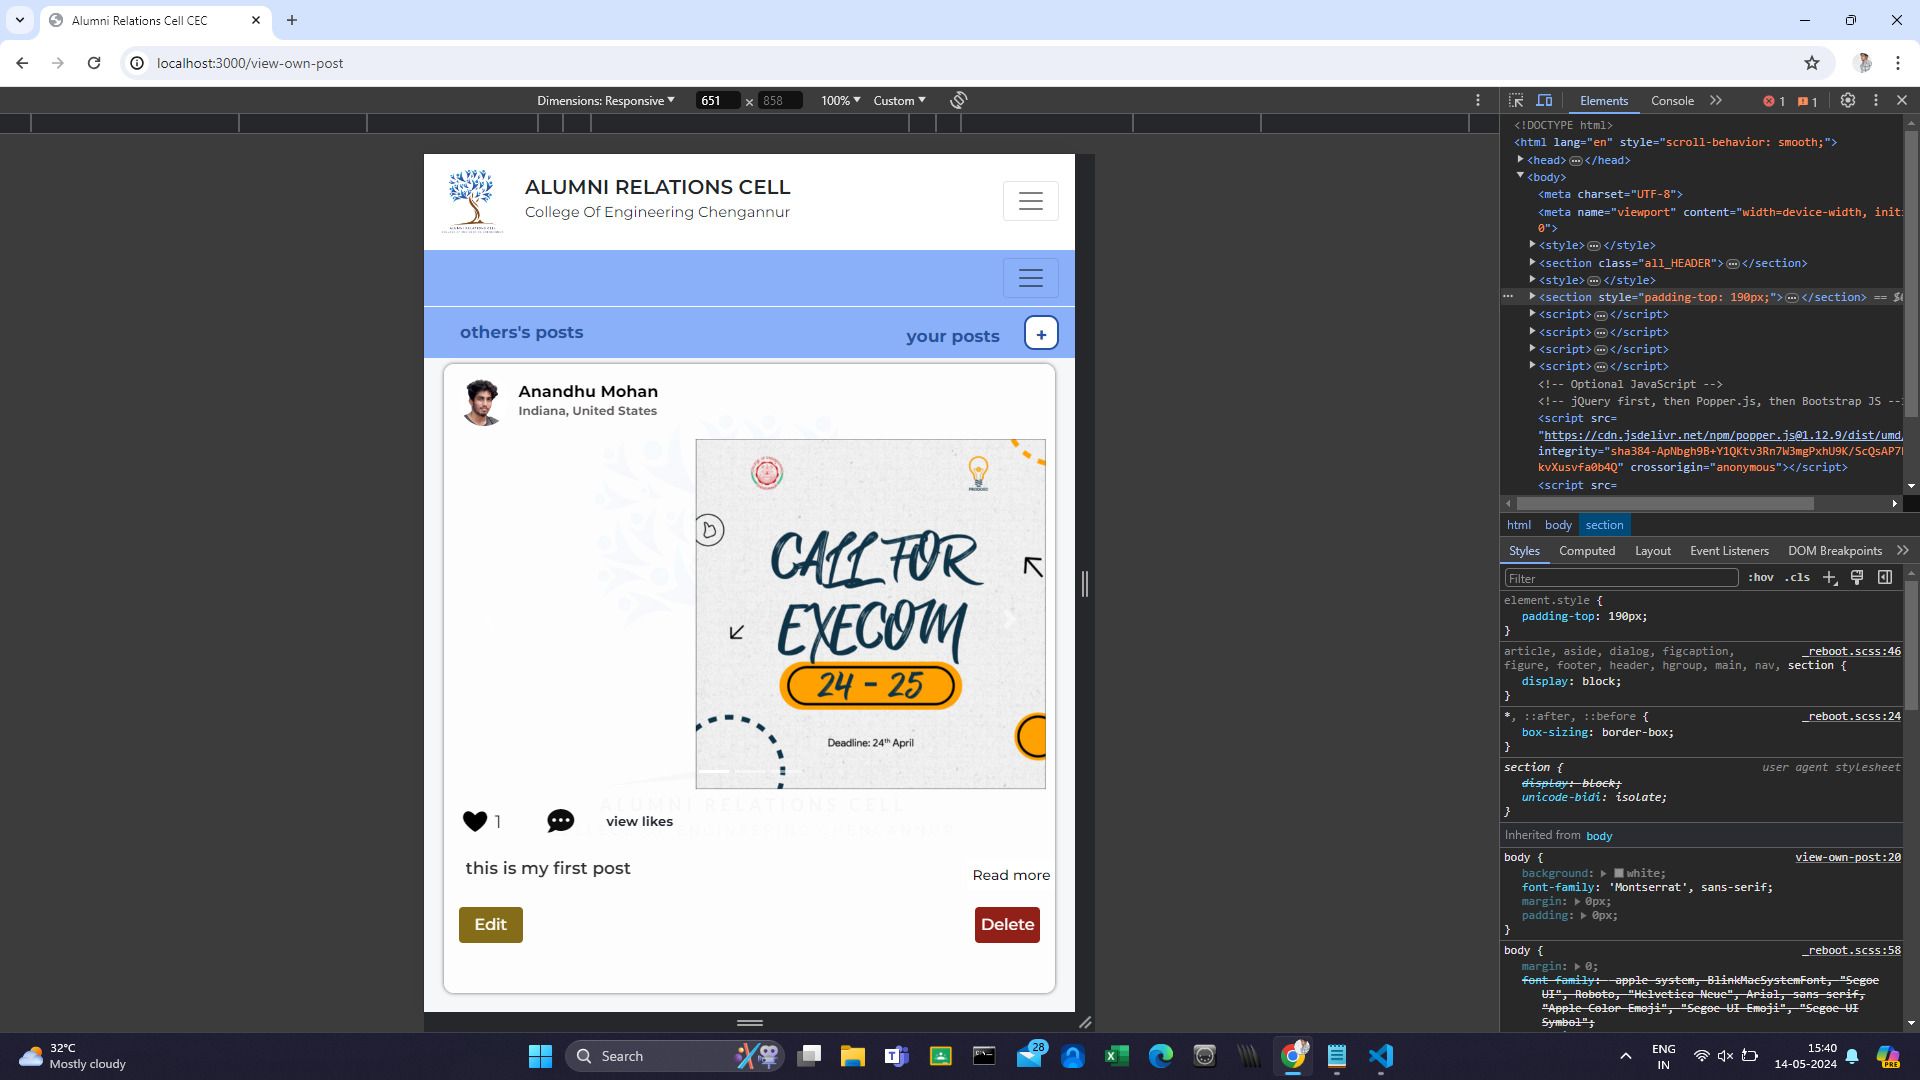 Alumni Relations Cell CEC
localhost:3000/view-own-post
Dimensions: Responsive
651 × 858
100%
Custom
ALUMNI RELATIONS CELL
College Of Engineering Chengannur
others's posts
your posts
+
Anandhu Mohan
Indiana, United States
CALL FOR
EXECOM
24 - 25
Deadline: 24th April
ALUMNI RELATIONS CELL
1
view likes
this is my first post
Read more
Edit
Delete
Elements
Console
1
1
<!DOCTYPE html>
<html lang="en" style="scroll-behavior: smooth;">
<head> </head>
<body>
<meta charset="UTF-8">
<meta name="viewport" content="width=device-width, init
0">
<style> </style>
<section class="all_HEADER"> </section>
<style> </style>
<section style="padding-top: 190px;"> </section> ==
<script> </script>
<script> </script>
<script> </script>
<script> </script>
<!-- Optional JavaScript -->
<!-- jQuery first, then Popper.js, then Bootstrap JS --
<script src=
"https://cdn.jsdelivr.net/npm/popper.js@1.12.9/dist/umd/
integrity="sha384-ApNbgh9B+Y1QKtv3Rn7W3mgPxhU9K/ScQsAP7
kvXusvfa0b4Q" crossorigin="anonymous"></script>
<script src=
html body section
Styles
Computed
Layout
Event Listeners
DOM Breakpoints
Filter
:hov .cls
element.style {
padding-top: 190px;
}
article, aside, dialog, figcaption, _reboot.scss:46
figure, footer, header, hgroup, main, nav, section {
display: block;
}
*, ::after, ::before { _reboot.scss:24
box-sizing: border-box;
}
section { user agent stylesheet
display: block;
unicode-bidi: isolate;
}
Inherited from body
body { view-own-post:20
background: white;
font-family: 'Montserrat', sans-serif;
margin: 0px;
padding: 0px;
}
body { _reboot.scss:58
margin: 0;
font-family: -apple-system, BlinkMacSystemFont, "Segoe
UI", Roboto, "Helvetica Neue", Arial, sans-serif,
"Apple Color Emoji", "Segoe UI Emoji", "Segoe UI
Symbol";
32°C
Mostly cloudy
Search
28
ENG
IN
15:40
14-05-2024
PRE